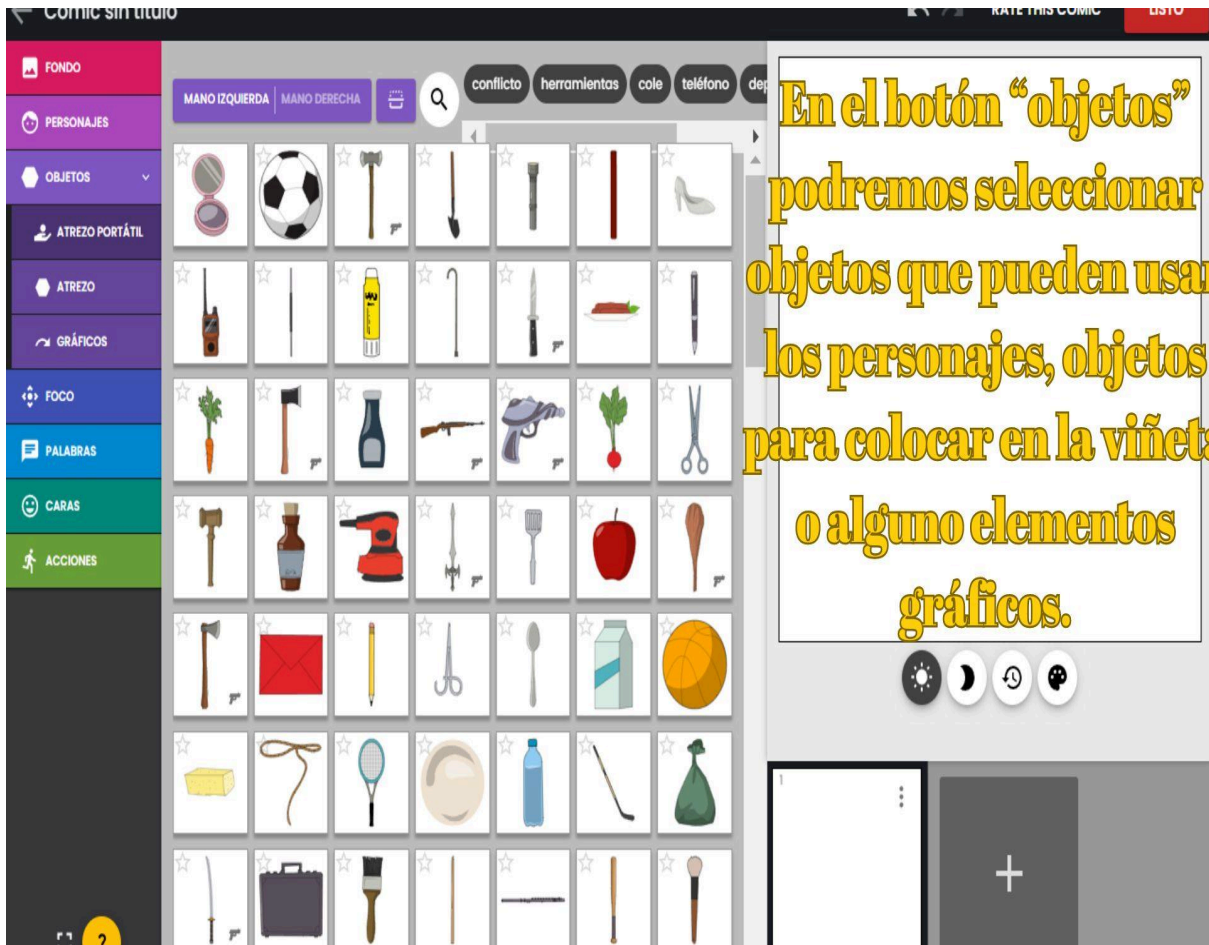 Cómic sin título
RATE THIS COMIC
LISTO
FONDO
PERSONAJES
OBJETOS
ATREZO PORTÁTIL
ATREZO
GRÁFICOS
FOCO
PALABRAS
CARAS
ACCIONES
MANO IZQUIERDA
MANO DERECHA
conflicto
herramientas
cole
teléfono
dep
En el botón “objetos”
podremos seleccionar
objetos que pueden usar
los personajes, objetos
para colocar en la viñeta
o alguno elementos
gráficos.
1
?